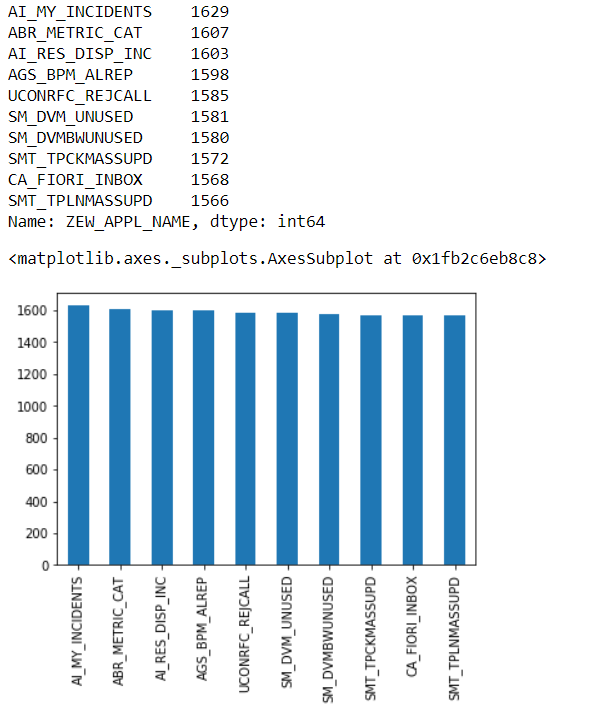 AI_MY_INCIDENTS 1629
ABR_METRIC_CAT 1607
AI_RES_DISP_INC 1603
AGS_BPM_ALREP 1598
UCONRFC_REJCALL 1585
SM_DVM_UNUSED 1581
SM_DVMBWUNUSED 1580
SMT_TPCKMASSUPD 1572
CA_FIORI_INBOX 1568
SMT_TPLNMASSUPD 1566
Name: ZEW_APPL_NAME, dtype: int64
<matplotlib.axes._subplots.AxesSubplot at 0x1fb2c6eb8c8>
1600
1400
1200
1000
800
600
400
200
0
AI_MY_INCIDENTS
ABR_METRIC_CAT
AI_RES_DISP_INC
AGS_BPM_ALREP
UCONRFC_REJCALL
SM_DVM_UNUSED
SM_DVMBWUNUSED
SMT_TPCKMASSUPD
CA_FIORI_INBOX
SMT_TPLNMASSUPD